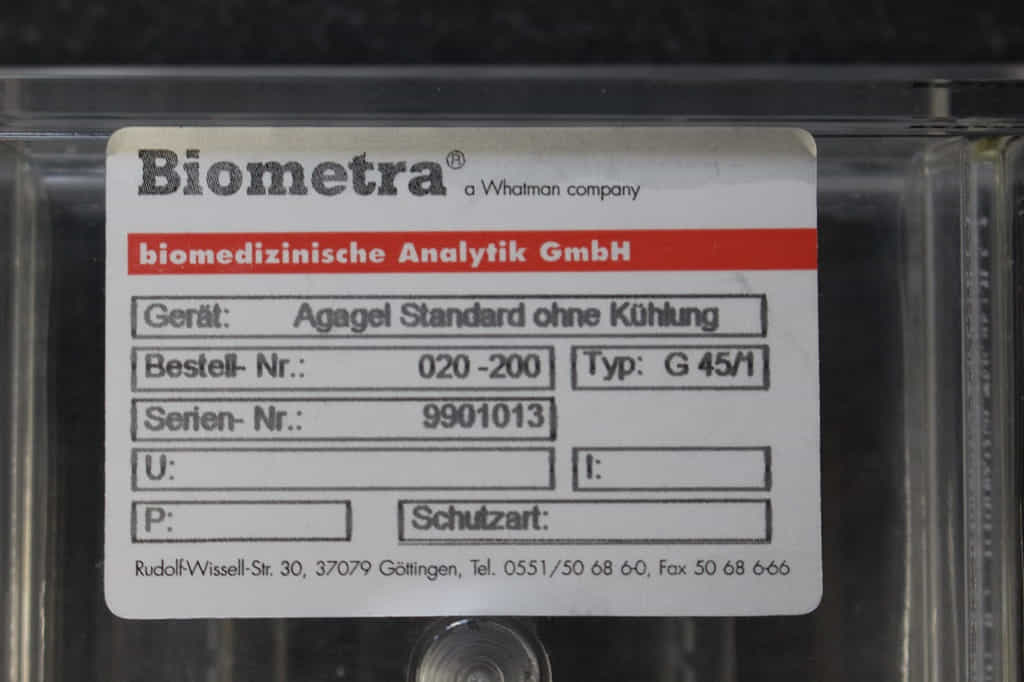 Biometra® a Whatman company
biomedizinische Analytik GmbH
Gerät: Agagel Standard ohne Kühlung
Bestell- Nr.: 020 -200 Typ: G 45/1
Serien- Nr.: 9901013
U: I:
P: Schutzart:
Rudolf-Wissell-Str. 30, 37079 Göttingen, Tel. 0551/50 68 6-0, Fax 50 68 6-66